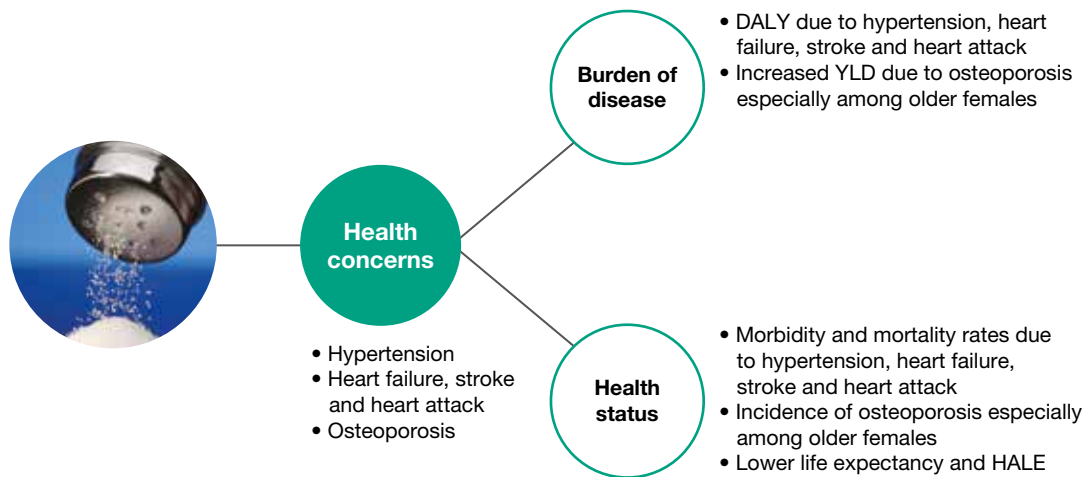 Health
concerns
• Hypertension
• Heart failure, stroke
and heart attack
• Osteoporosis
Burden of
disease
• DALY due to hypertension, heart
failure, stroke and heart attack
• Increased YLD due to osteoporosis
especially among older females
Health
status
• Morbidity and mortality rates due
to hypertension, heart failure,
stroke and heart attack
• Incidence of osteoporosis especially
among older females
• Lower life expectancy and HALE